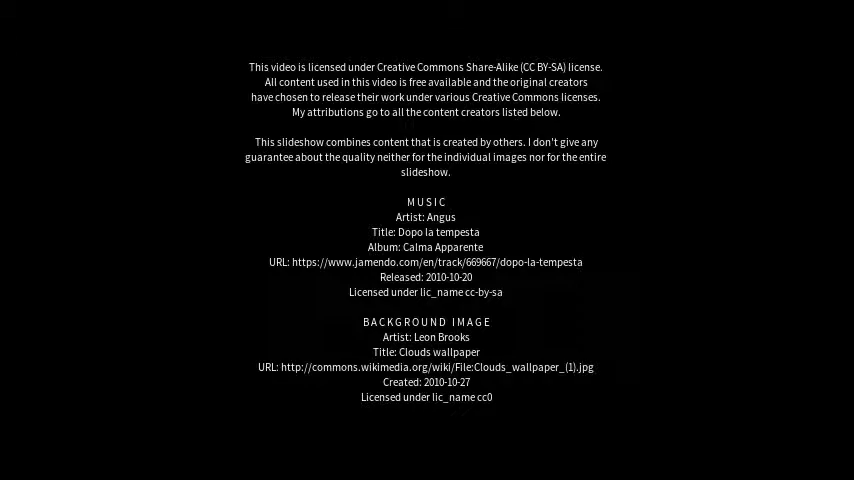 This video is licensed under Creative Commons Share-Alike (CC BY-SA) license.
All content used in this video is free available and the original creators
have chosen to release their work under various Creative Commons licenses.
My attributions go to all the content creators listed below.
This slideshow combines content that is created by others. I don't give any
guarantee about the quality neither for the individual images nor for the entire
slideshow.
M U S I C
Artist: Angus
Title: Dopo la tempesta
Album: Calma Apparente
URL: https://www.jamendo.com/en/track/669667/dopo-la-tempesta
Released: 2010-10-20
Licensed under lic_name cc-by-sa
B A C K G R O U N D  I M A G E
Artist: Leon Brooks
Title: Clouds wallpaper
URL: http://commons.wikimedia.org/wiki/File:Clouds_wallpaper_(1).jpg
Created: 2010-10-27
Licensed under lic_name cc0